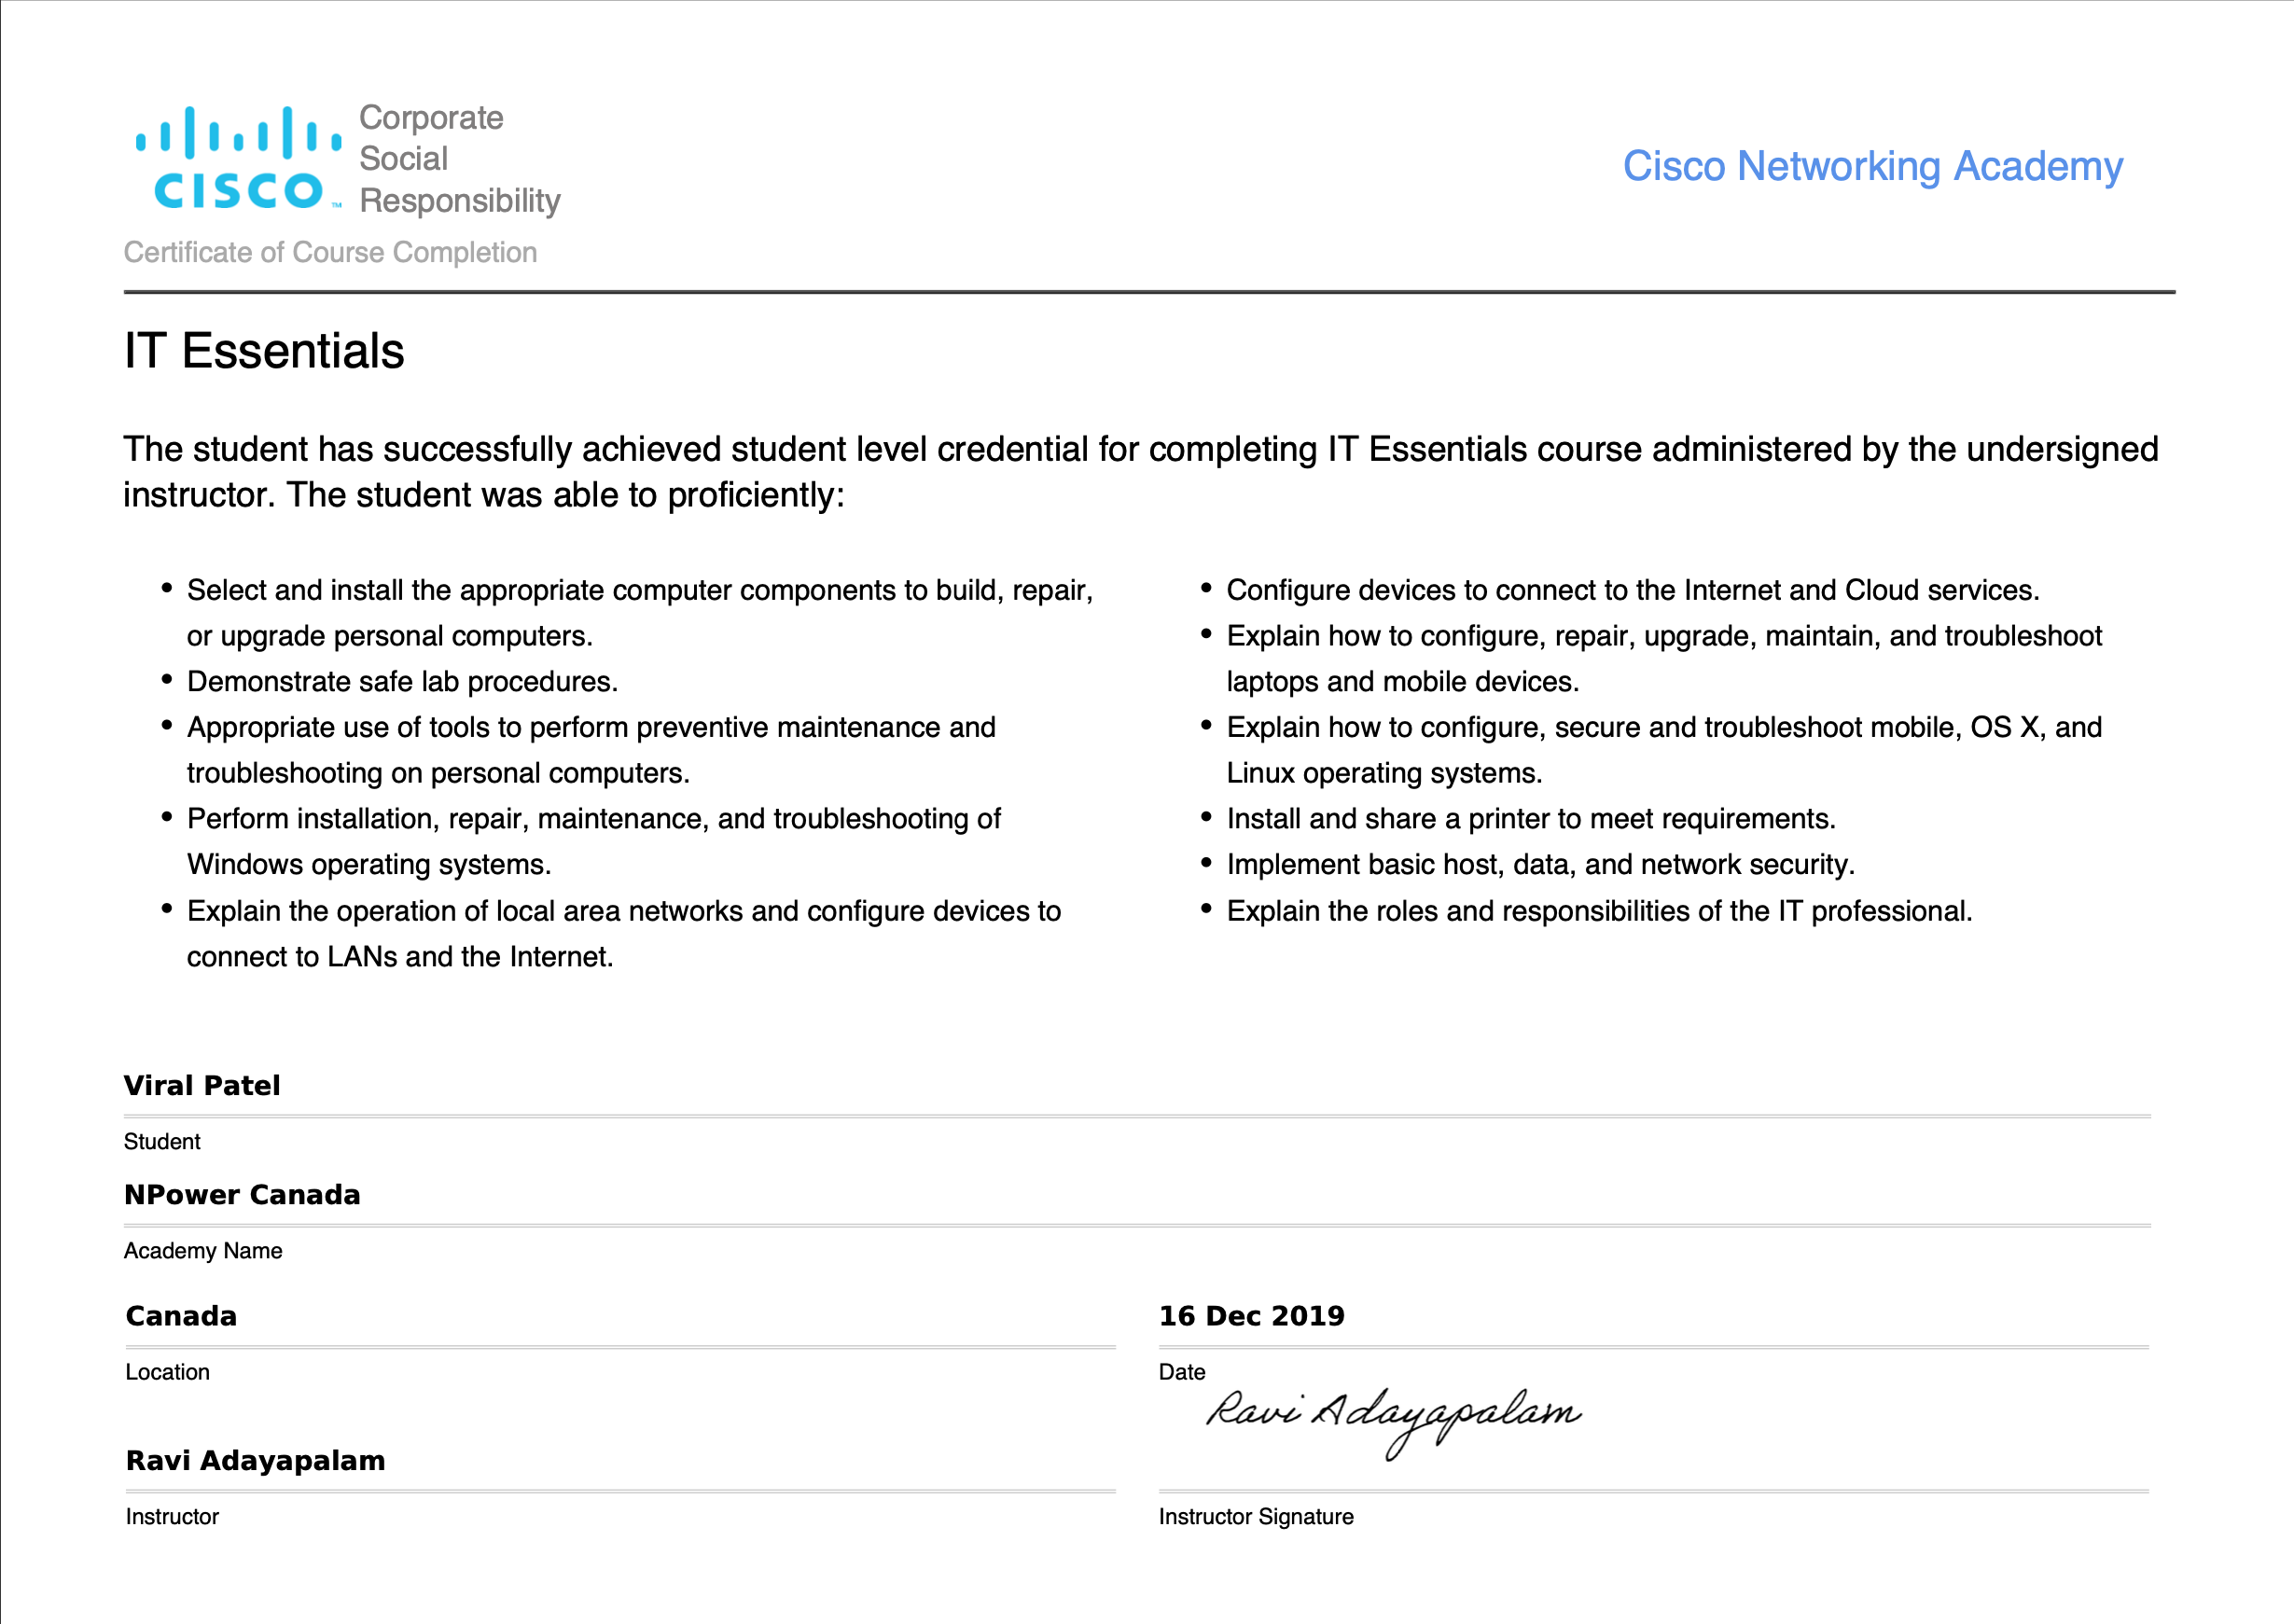 Corporate
Social
Responsibility
CISCO™
Cisco Networking Academy
Certificate of Course Completion
IT Essentials
The student has successfully achieved student level credential for completing IT Essentials course administered by the undersigned
instructor. The student was able to proficiently:
• Select and install the appropriate computer components to build, repair,
or upgrade personal computers.
• Demonstrate safe lab procedures.
• Appropriate use of tools to perform preventive maintenance and
troubleshooting on personal computers.
• Perform installation, repair, maintenance, and troubleshooting of
Windows operating systems.
• Explain the operation of local area networks and configure devices to
connect to LANs and the Internet.
• Configure devices to connect to the Internet and Cloud services.
• Explain how to configure, repair, upgrade, maintain, and troubleshoot
laptops and mobile devices.
• Explain how to configure, secure and troubleshoot mobile, OS X, and
Linux operating systems.
• Install and share a printer to meet requirements.
• Implement basic host, data, and network security.
• Explain the roles and responsibilities of the IT professional.
Viral Patel
Student
NPower Canada
Academy Name
Canada
Location
16 Dec 2019
Date
Ravi Adayapalam
Instructor
Ravi Adayapalam
Instructor Signature